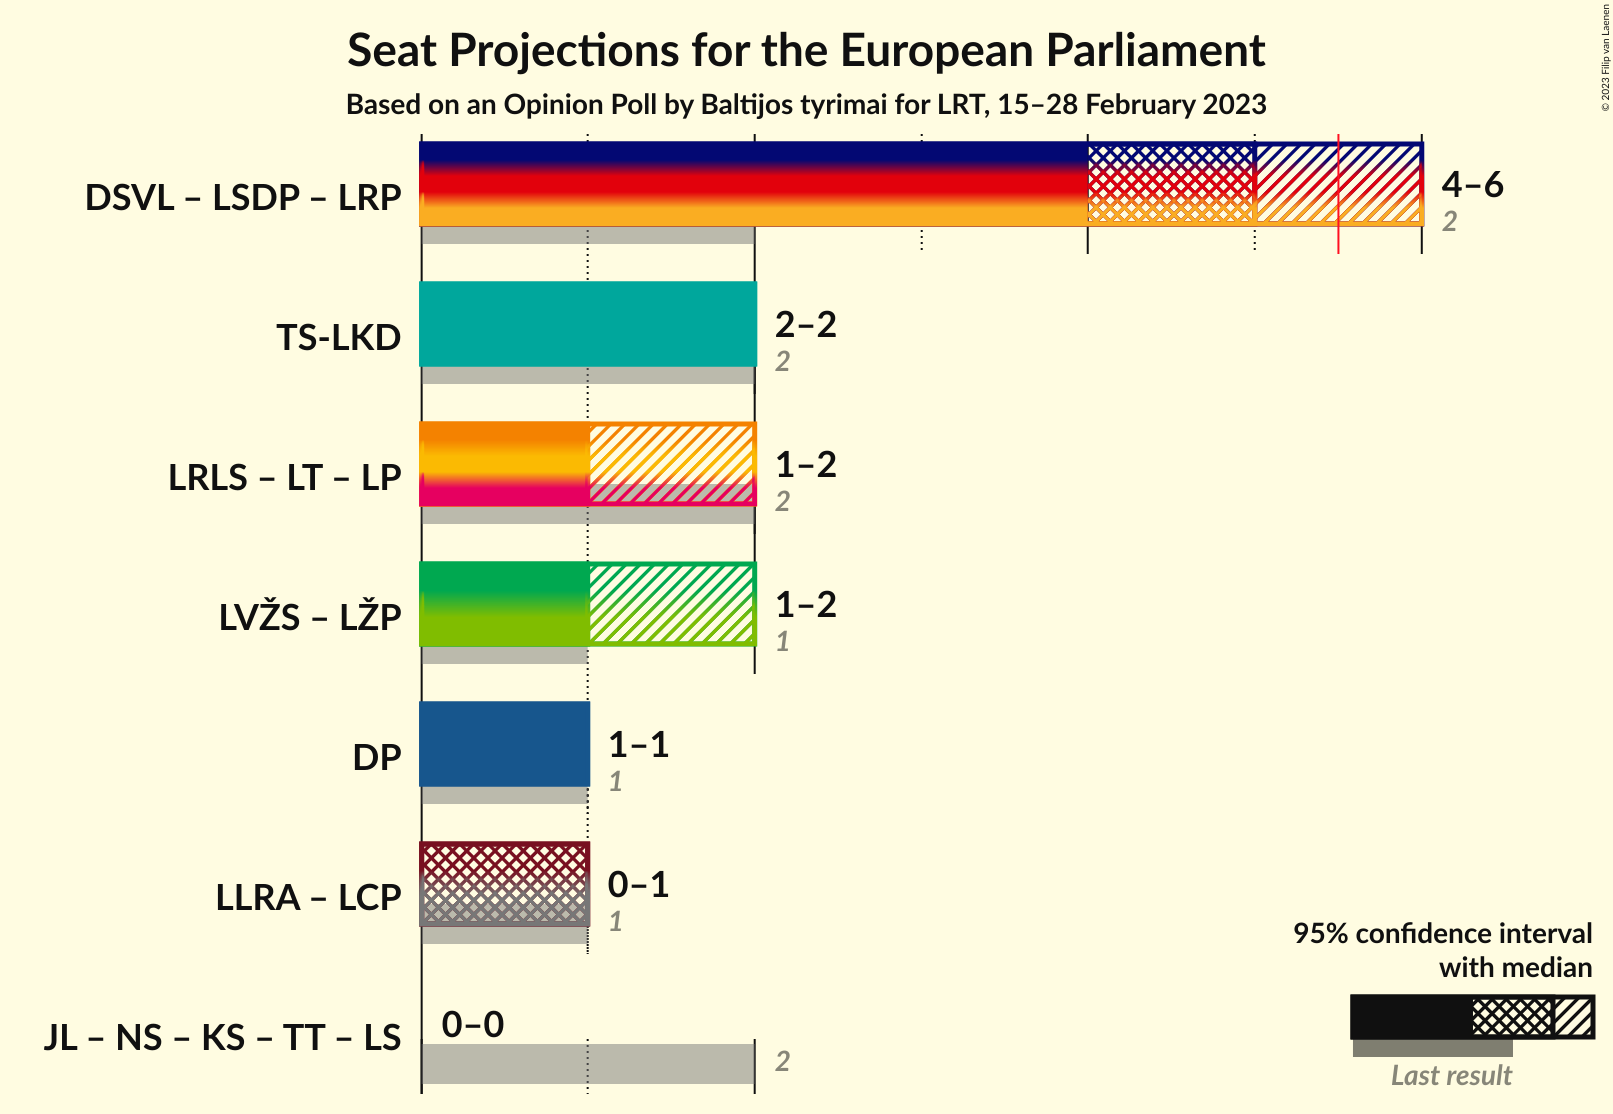 Seat Projections for the European Parliament
Based on an Opinion Poll by Baltijos tyrimai for LRT, 15–28 February 2023
© 2023 Filip van Laenen
DSVL – LSDP – LRP
4–6
2
TS-LKD
2–2
2
LRLS – LT – LP
1–2
2
LVŽS – LŽP
1–2
1
DP
1–1
1
LLRA – LCP
0–1
1
JL – NS – KS – TT – LS
0–0
2
95% confidence interval
with median
Last result